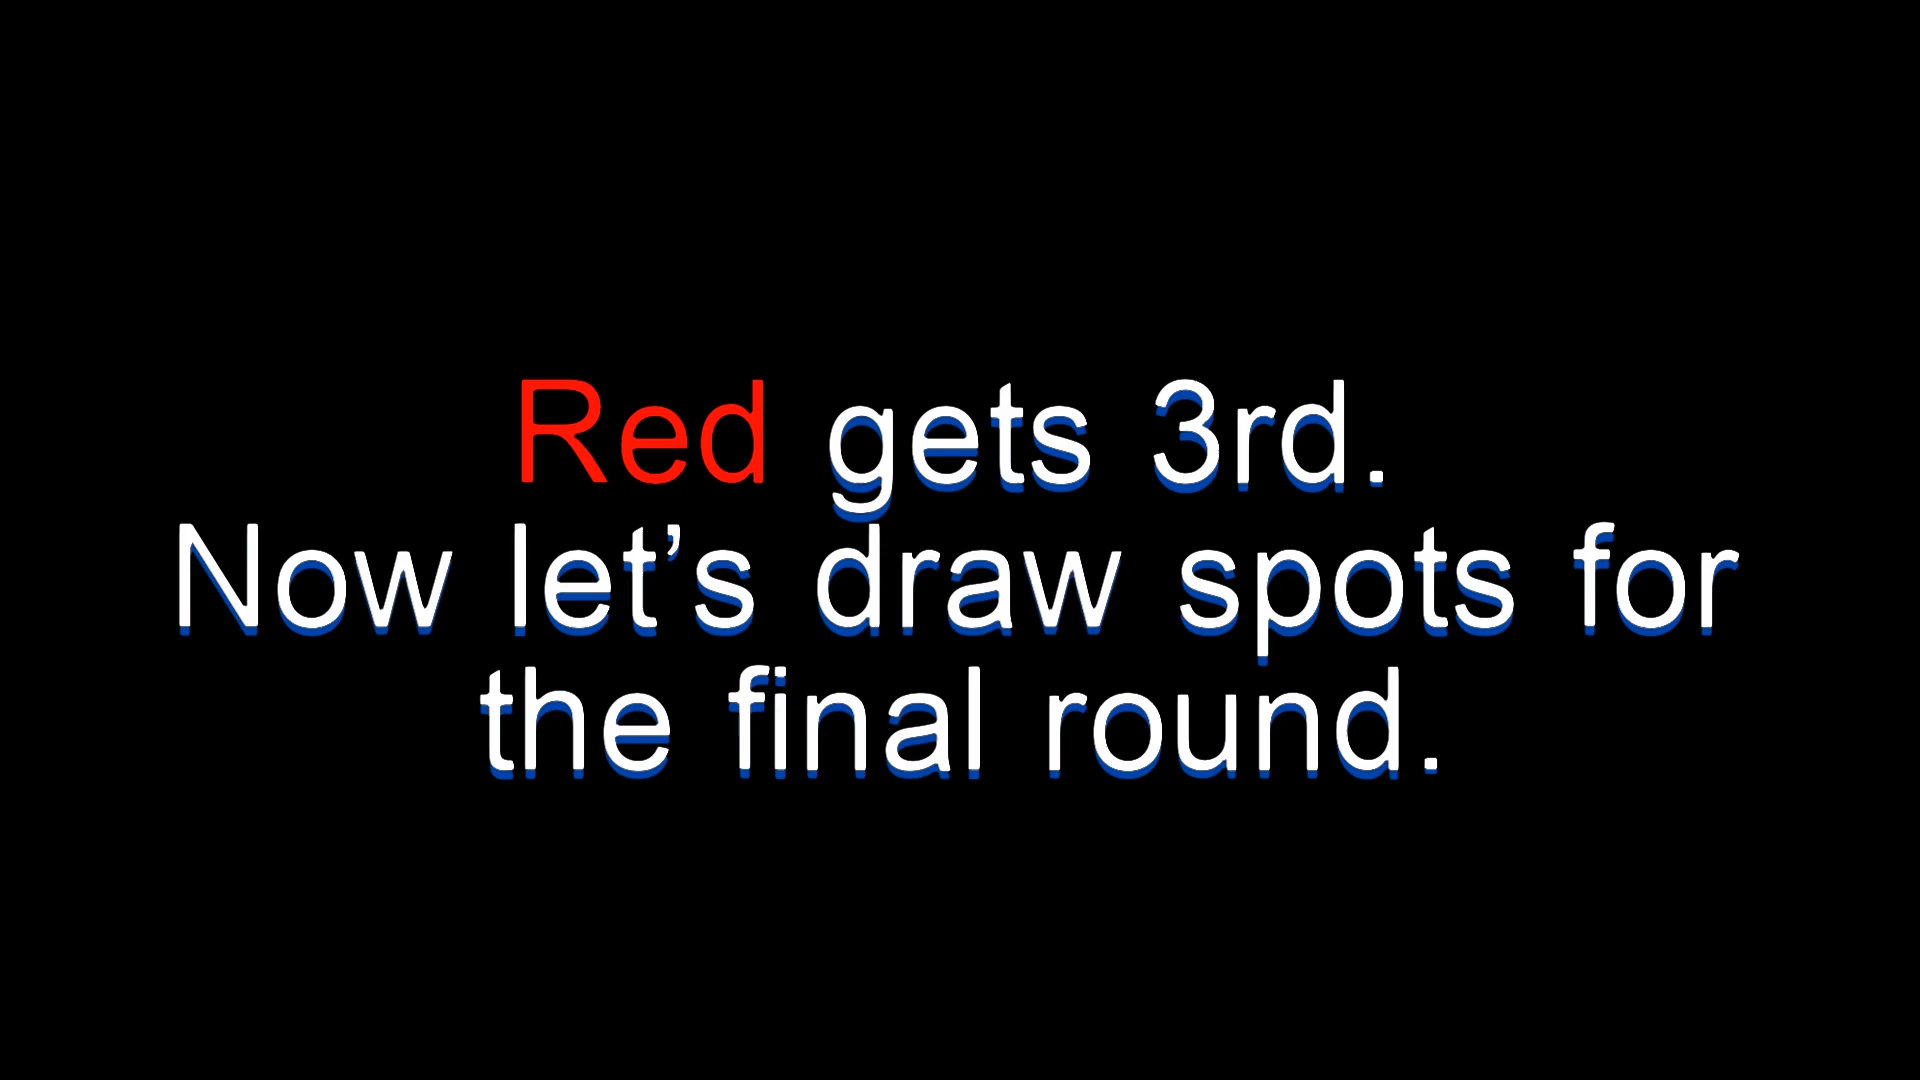 Red gets 3rd.
Now let’s draw spots for
the final round.